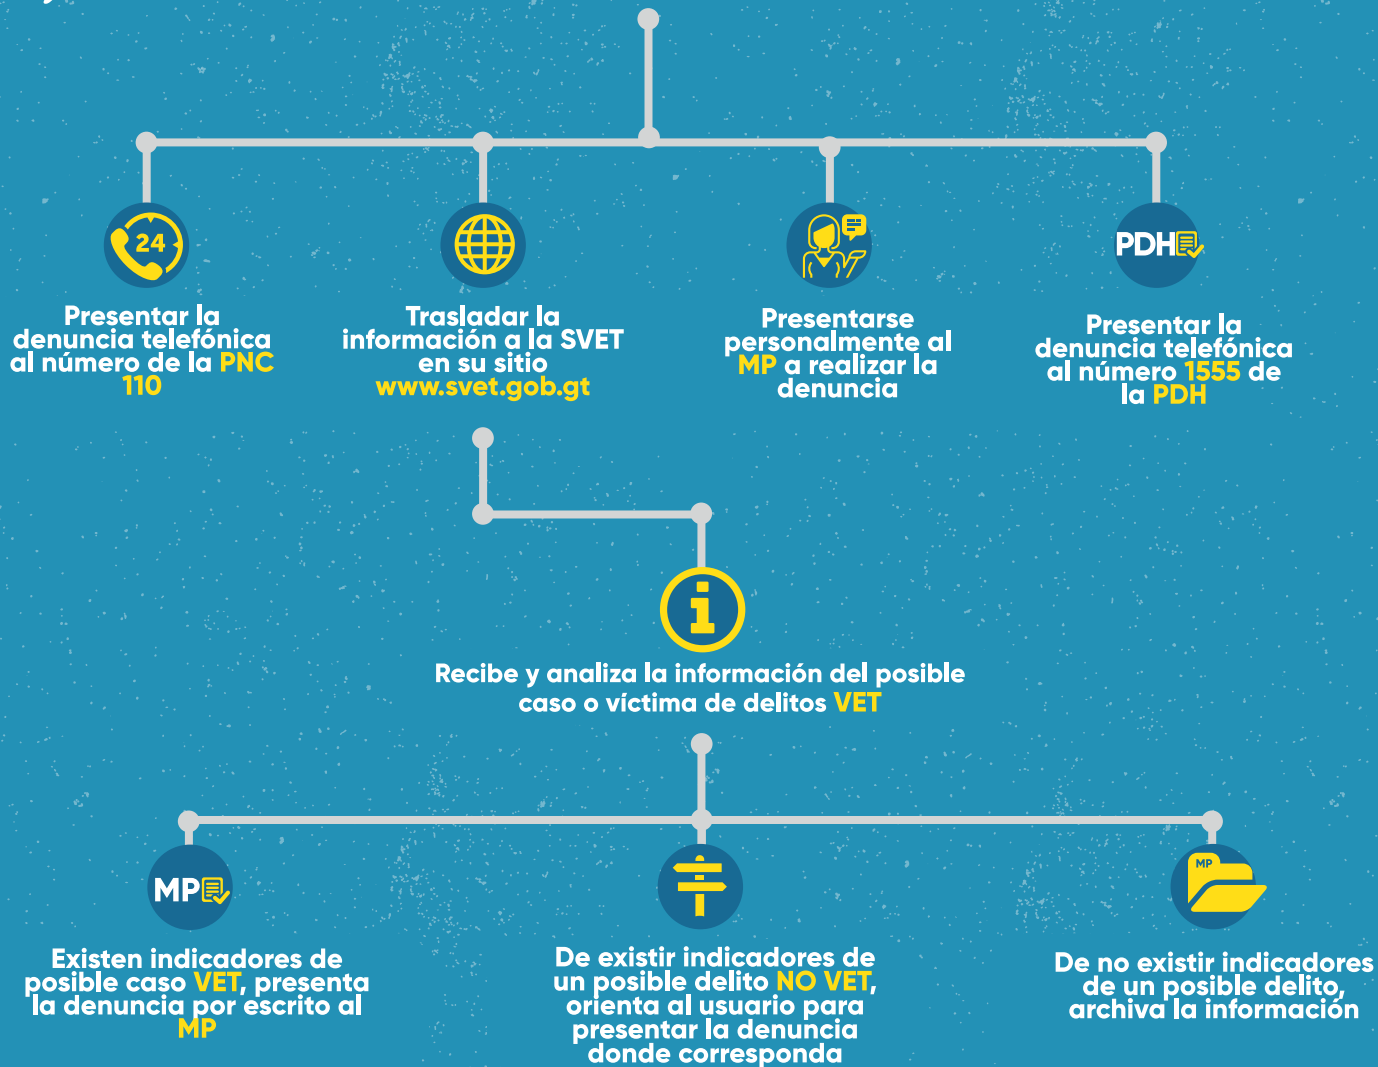 24
PDH
Presentar la
denuncia telefónica
al número de la PNC
110
Trasladar la
información a la SVET
en su sitio
www.svet.gob.gt
Presentarse
personalmente al
MP a realizar la
denuncia
Presentar la
denuncia telefónica
al número 1555 de
la PDH
i
Recibe y analiza la información del posible
caso o víctima de delitos VET
MP
MP
Existen indicadores de
posible caso VET, presenta
la denuncia por escrito al
MP
De existir indicadores de
un posible delito NO VET,
orienta al usuario para
presentar la denuncia
donde corresponda
De no existir indicadores
de un posible delito,
archiva la información